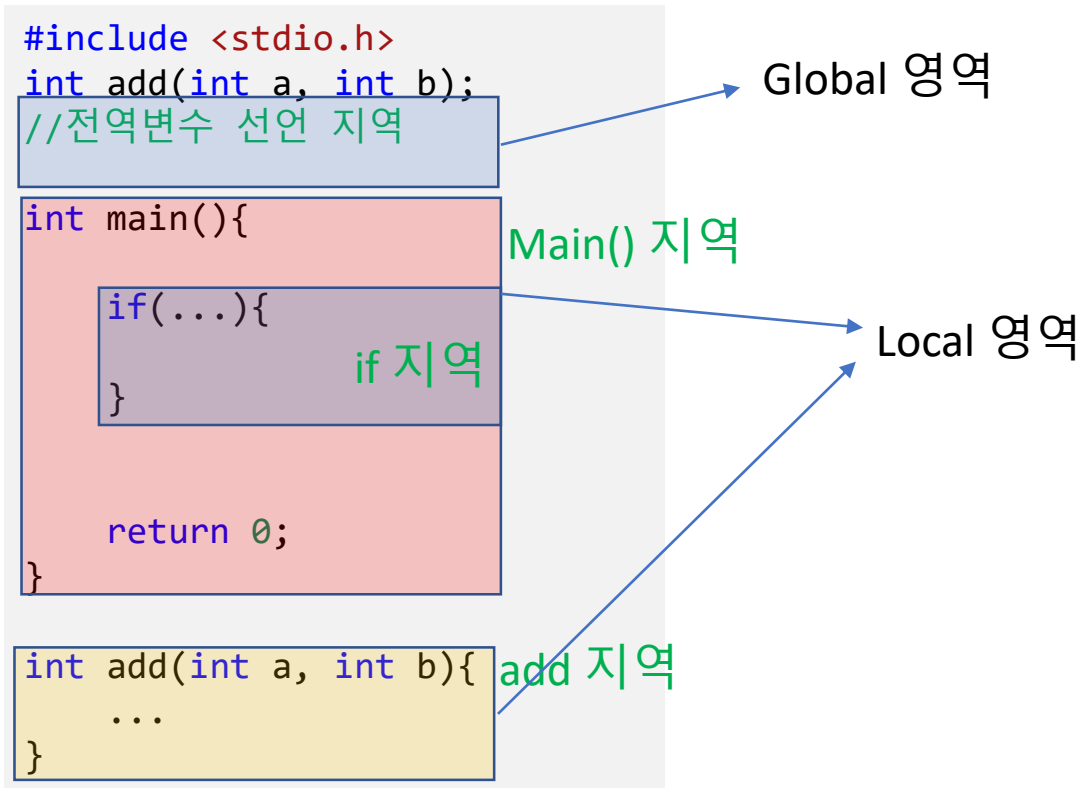 #include <stdio.h>
int add(int a, int b);
//전역변수 선언 지역
Global 영역
int main(){
Main() 지역
if(...){
if 지역
}
Local 영역
return 0;
}
int add(int a, int b){
add 지역
...
}